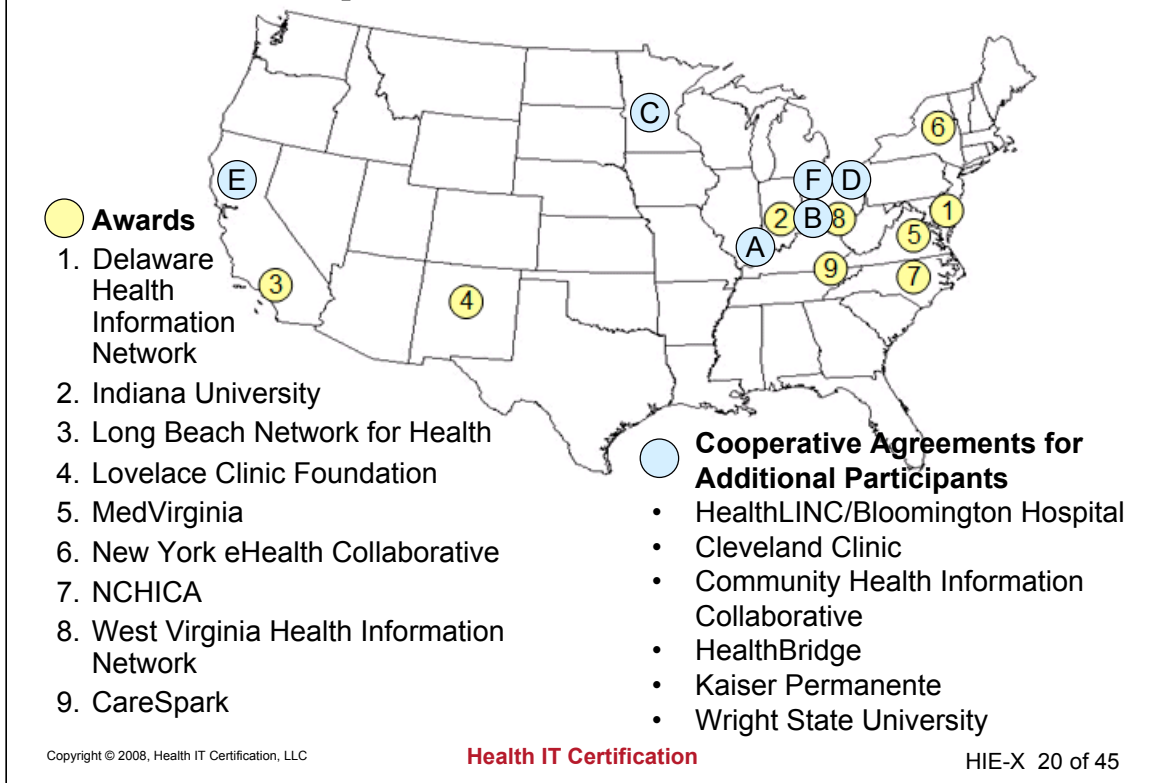 C
6
E
F
D
2
B
8
1
A
5
9
7
3
4
Awards
1. Delaware
Health
Information
Network
2. Indiana University
3. Long Beach Network for Health
4. Lovelace Clinic Foundation
5. MedVirginia
6. New York eHealth Collaborative
7. NCHICA
8. West Virginia Health Information
Network
9. CareSpark
Cooperative Agreements for
Additional Participants
• HealthLINC/Bloomington Hospital
• Cleveland Clinic
• Community Health Information
Collaborative
• HealthBridge
• Kaiser Permanente
• Wright State University
Copyright © 2008, Health IT Certification, LLC
Health IT Certification
HIE-X 20 of 45